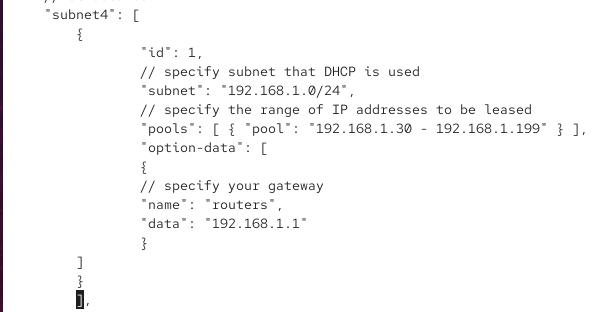 "subnet4": [
{
"id": 1,
// specify subnet that DHCP is used
"subnet": "192.168.1.0/24",
// specify the range of IP addresses to be leased
"pools": [ { "pool": "192.168.1.30 - 192.168.1.199" } ],
"option-data": [
{
// specify your gateway
"name": "routers",
"data": "192.168.1.1"
}
]
}
],